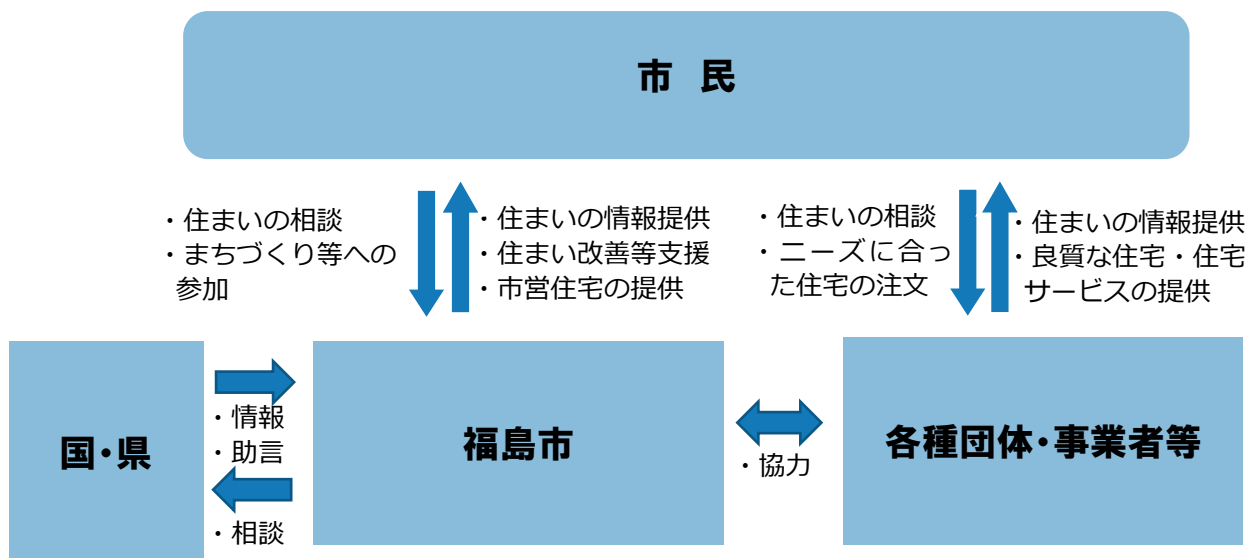 市 民
・住まいの相談
・まちづくり等への
参加
・住まいの情報提供
・住まい改善等支援
・市営住宅の提供
・住まいの相談
・ニーズに合っ
た住宅の注文
・住まいの情報提供
・良質な住宅・住宅
サービスの提供
国・県
・情報
・助言
・相談
福島市
・協力
各種団体・事業者等